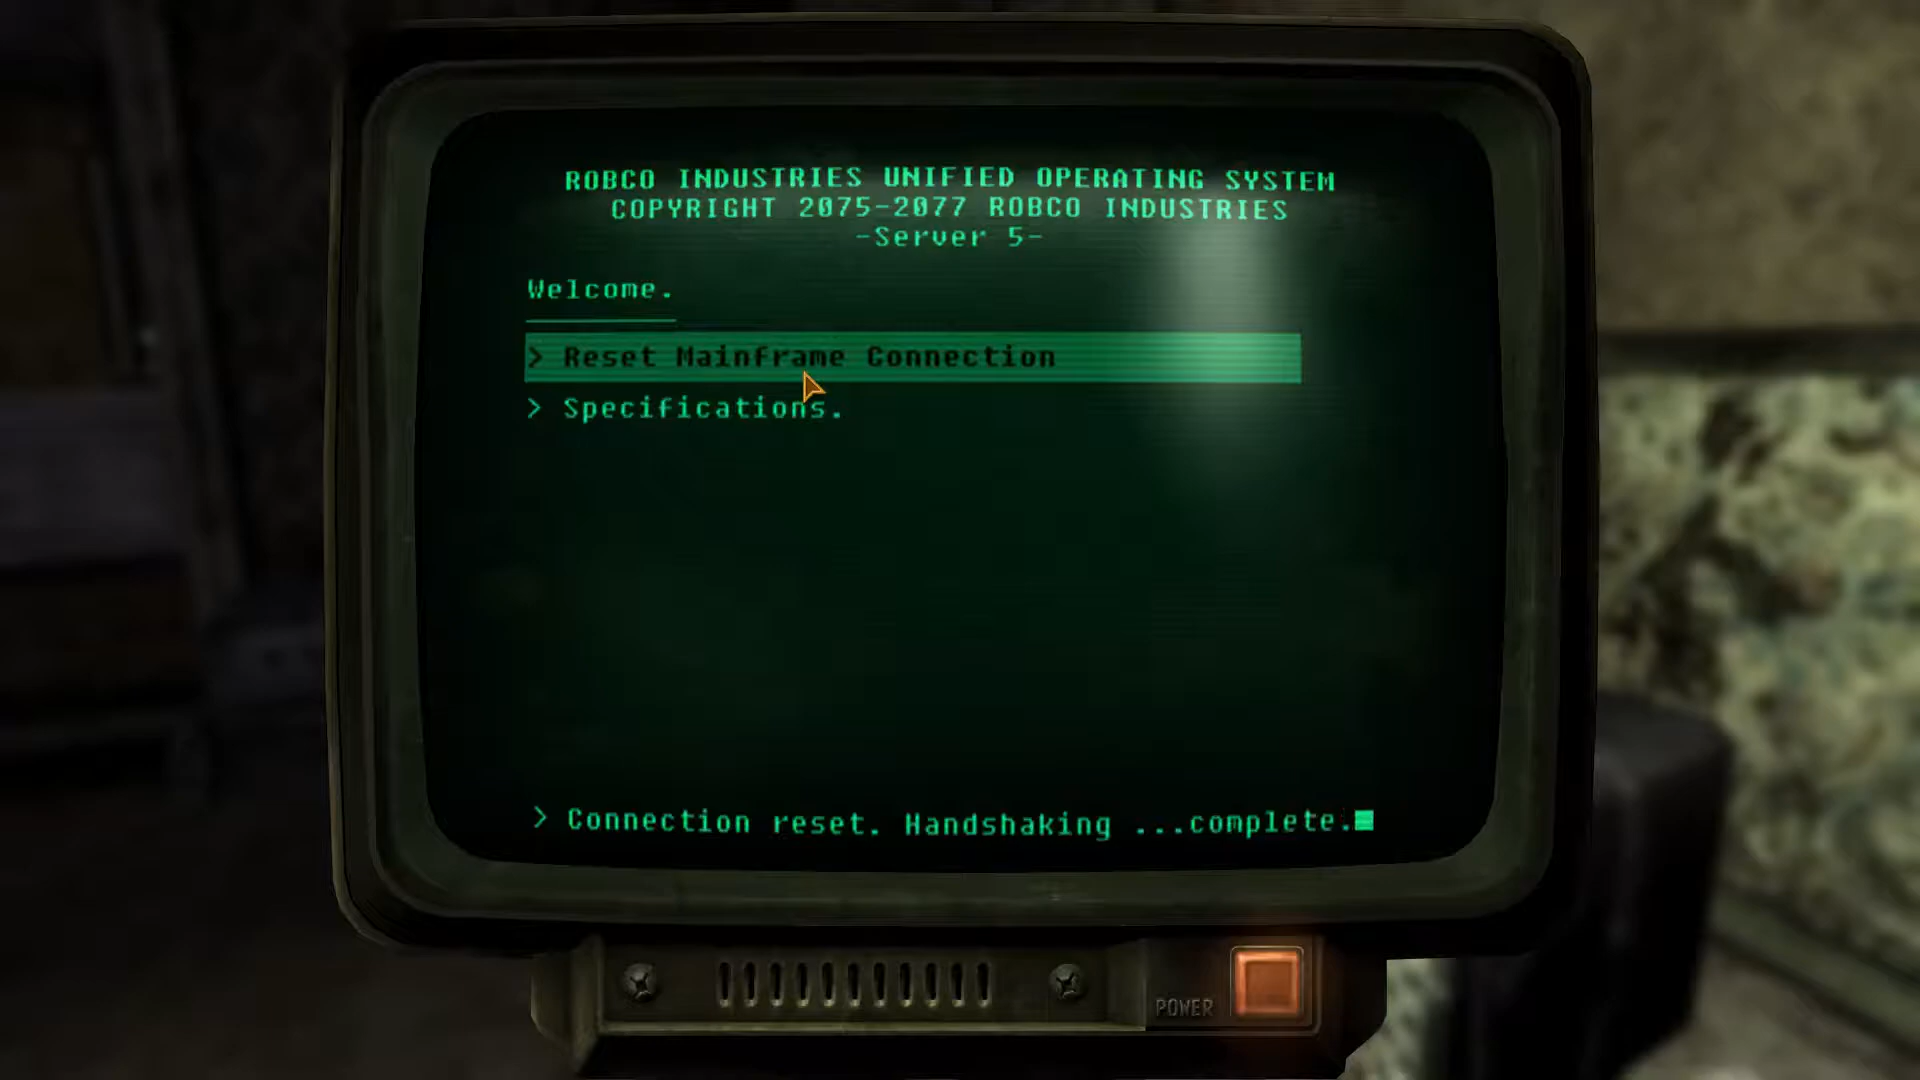 ROBCO INDUSTRIES UNIFIED OPERATING SYSTEM
COPYRIGHT 2075-2077 ROBCO INDUSTRIES
-Server 5-
Welcome.
> Reset Mainframe Connection
> Specifications.
> Connection reset. Handshaking ...complete.
POWER